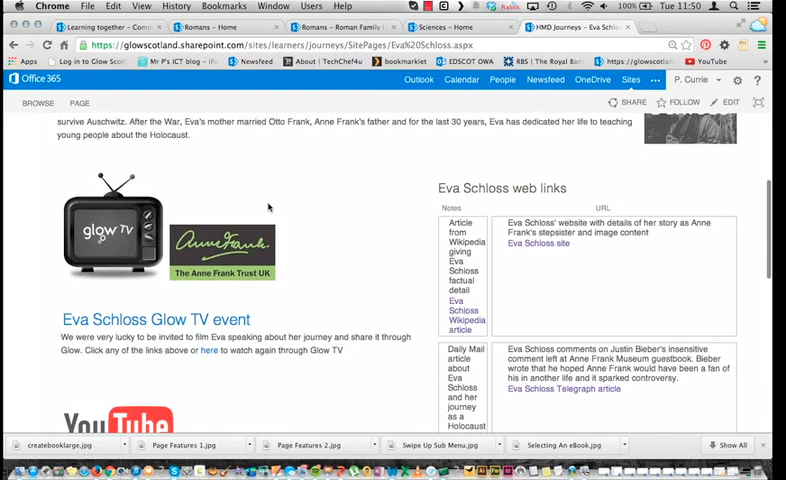 Chrome File Edit View History Bookmarks Window Users Help
100% Tue 11:50
Learning together - Comm
Romans - Home
Romans - Roman Family L
Sciences - Home
HMD Journeys - Eva Schlo
https://glowscotland.sharepoint.com/sites/learners/journeys/SitePages/Eva%20Schloss.aspx
Apps Log in to Glow Scotl Mr P's ICT blog - iP Newsfeed About | TechChef4u bookmarklet EDSCOT OWA RBS | The Royal Ban https://glowscotland
Office 365
Outlook Calendar People Newsfeed OneDrive Sites ... P. Currie ?
BROWSE PAGE
SHARE FOLLOW EDIT
survive Auschwitz. After the War, Eva's mother married Otto Frank, Anne Frank's father and for the last 30 years, Eva has dedicated her life to teaching
young people about the Holocaust.
glow TV
Anne Frank.
The Anne Frank Trust UK
Eva Schloss Glow TV event
We were very lucky to be invited to film Eva speaking about her journey and share it through
Glow. Click any of the links above or here to watch again through Glow TV
YouTube
Eva Schloss web links
Notes URL
Article
from
Wikipedia
giving
Eva
Schloss
factual
detail
Eva
Schloss
Wikipedia
article
Eva Schloss' website with details of her story as Anne
Frank's stepsister and image content
Eva Schloss site
Daily Mail
article
about
Eva
Schloss
and her
journey
as a
Holocaust
Eva Schloss comments on Justin Bieber's insensitive
comment left at Anne Frank Museum guestbook. Bieber
wrote that he hoped Anne Frank would have been a fan of
his in another life and it sparked controversy.
Eva Schloss Telegraph article
createbooklarge.jpg
Page Features 1.jpg
Page Features 2.jpg
Swipe Up Sub Menu.jpg
Selecting An eBook.jpg
Show All